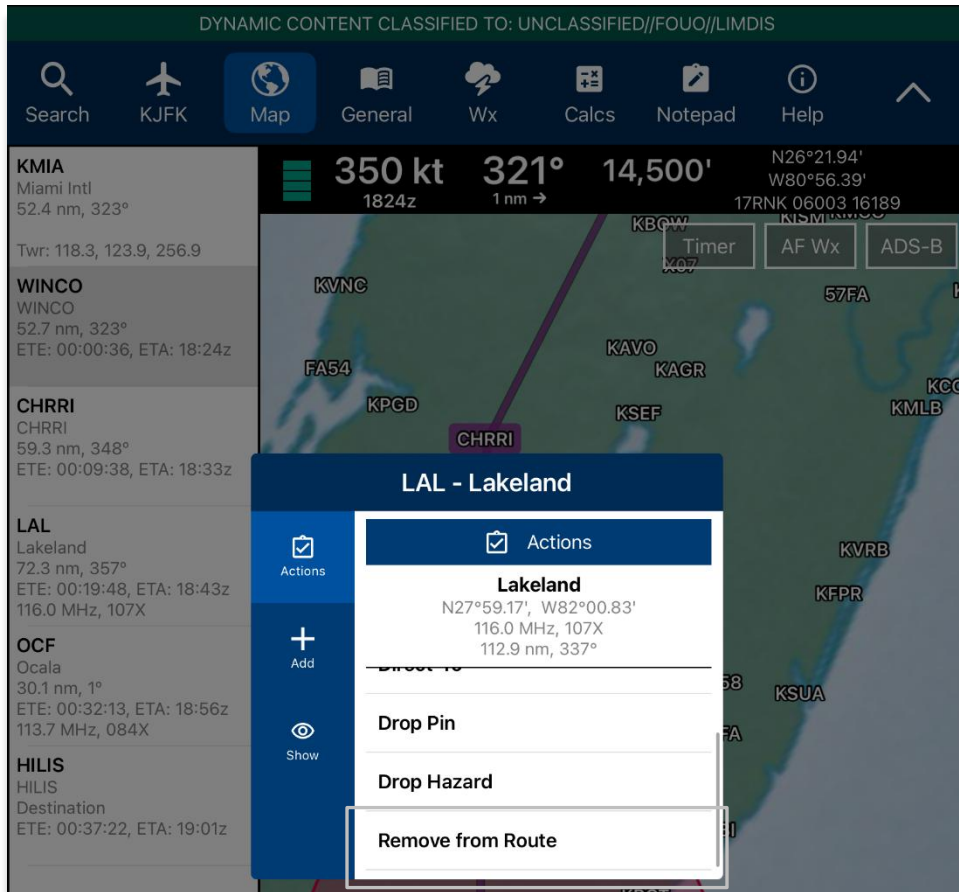 DYNAMIC CONTENT CLASSIFIED TO: UNCLASSIFIED//FOUO//LIMDIS
Search KJFK Map General Wx Calcs Notepad Help
KMIA
Miami Intl
52.4 nm, 323°
Twr: 118.3, 123.9, 256.9
WINCO
WINCO
52.7 nm, 323°
ETE: 00:00:36, ETA: 18:24z
CHRRI
CHRRI
59.3 nm, 348°
ETE: 00:09:38, ETA: 18:33z
LAL
Lakeland
72.3 nm, 357°
ETE: 00:19:48, ETA: 18:43z
116.0 MHz, 107X
OCF
Ocala
30.1 nm, 1°
ETE: 00:32:13, ETA: 18:56z
113.7 MHz, 084X
HILIS
HILIS
Destination
ETE: 00:37:22, ETA: 19:01z
350 kt 321° 14,500'
1824z 1 nm →
N26°21.94'
W80°56.39'
17RNK 06003 16189
KBOW KISM
Timer AF Wx ADS-B
X07
KVNC
57FA
KAVO
FA54
KAGR
KPGD
KSEF
KMLB
CHRRI
KVRB
KFPR
KSUA
LAL - Lakeland
Actions
Add
Show
Actions
Lakeland
N27°59.17', W82°00.83'
116.0 MHz, 107X
112.9 nm, 337°
Direct-To
Drop Pin
Drop Hazard
Remove from Route